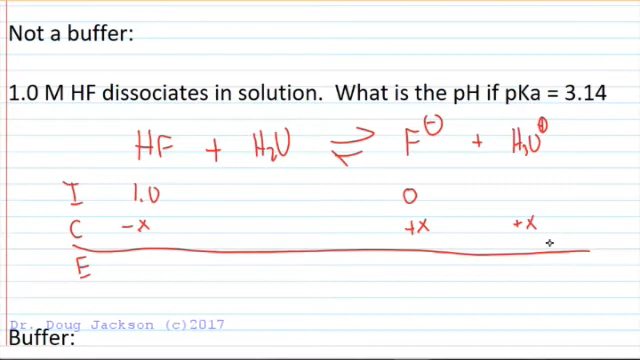 Not a buffer:
1.0 M HF dissociates in solution. What is the pH if pKa = 3.14
HF + H₂O ⇌ F⊖ + H₃O⊕
I 1.0 0
C -x +x +x
E
Dr. Doug Jackson (c)2017
Buffer: